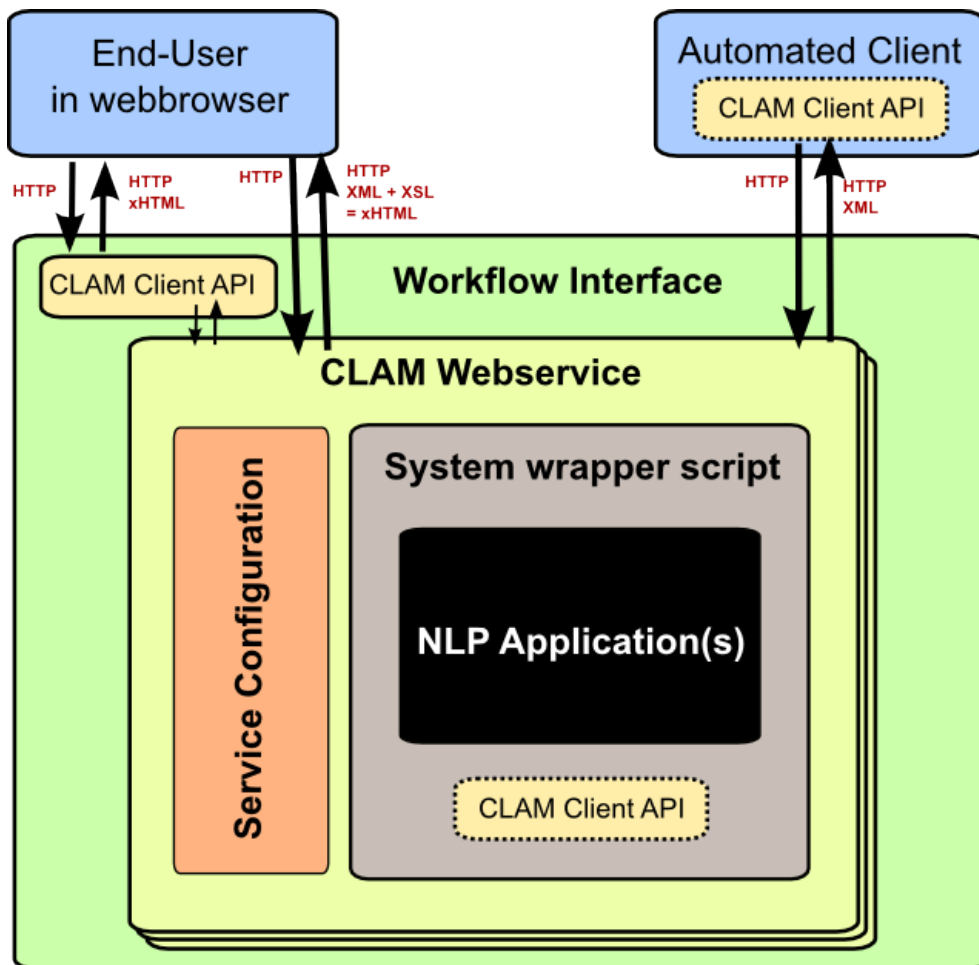 End-User
in webbrowser
Automated Client
CLAM Client API
HTTP
HTTP
xHTML
HTTP
HTTP
XML + XSL
= xHTML
HTTP
HTTP
XML
CLAM Client API
Workflow Interface
CLAM Webservice
Service Configuration
System wrapper script
NLP Application(s)
CLAM Client API